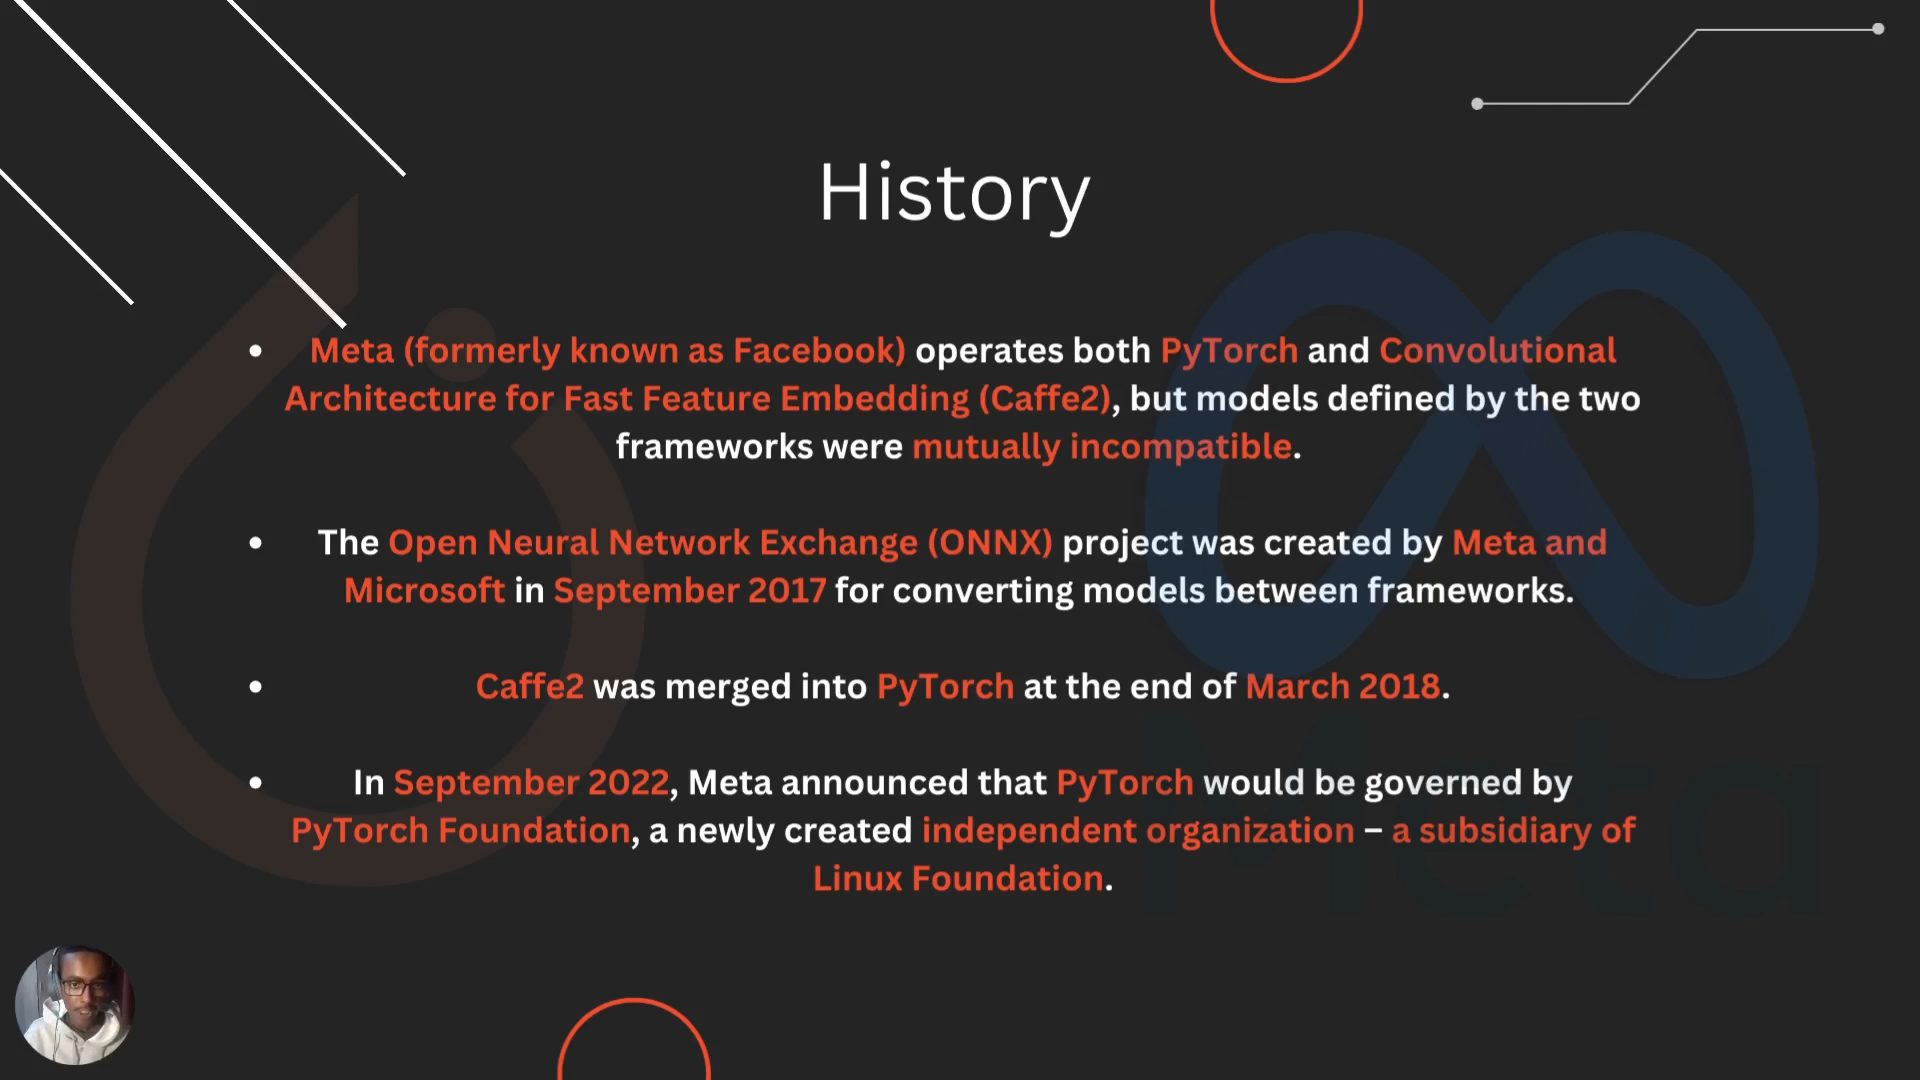 History
• Meta (formerly known as Facebook) operates both PyTorch and Convolutional
Architecture for Fast Feature Embedding (Caffe2), but models defined by the two
frameworks were mutually incompatible.
• The Open Neural Network Exchange (ONNX) project was created by Meta and
Microsoft in September 2017 for converting models between frameworks.
• Caffe2 was merged into PyTorch at the end of March 2018.
• In September 2022, Meta announced that PyTorch would be governed by
PyTorch Foundation, a newly created independent organization – a subsidiary of
Linux Foundation.
Meta